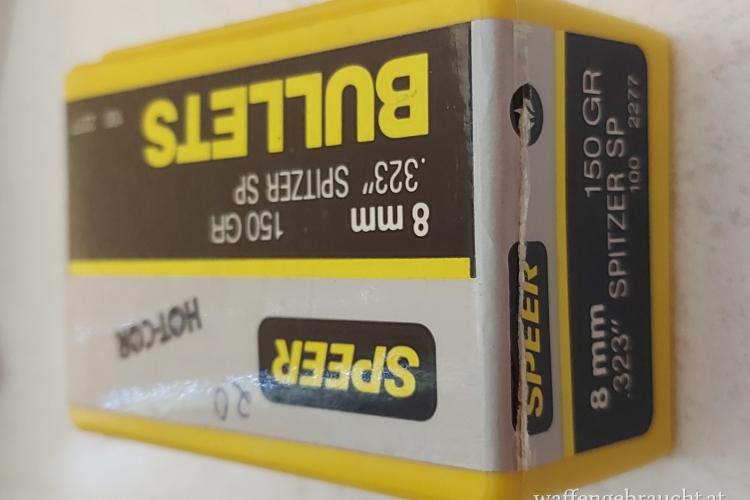 SPEER
20
HOT-COR
8 mm 150 GR
.323" SPITZER SP
BULLETS
SPEER
8 mm 150 GR
.323" SPITZER SP
100 2277
waffengebraucht.at